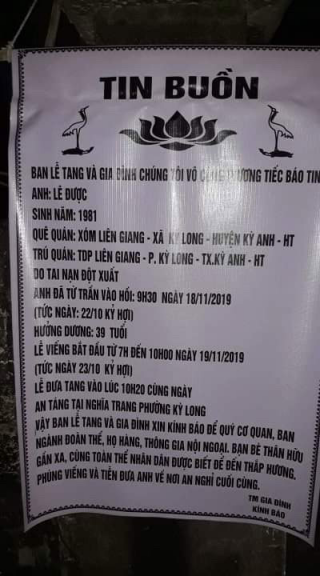 TIN BUỒN
BAN LỄ TANG VÀ GIA ĐÌNH CHÚNG TÔI VÔ CÙNG THƯƠNG TIẾC BÁO TIN
ANH: LÊ ĐƯỢC
SINH NĂM: 1981
QUÊ QUÁN: XÓM LIÊN GIANG - XÃ KỲ LONG - HUYỆN KỲ ANH - HT
TRÚ QUÁN: TDP LIÊN GIANG - P. KỲ LONG - TX.KỲ ANH - HT
DO TAI NẠN ĐỘT XUẤT
ANH ĐÃ TỪ TRẦN VÀO HỒI: 9H30 NGÀY 18/11/2019
(TỨC NGÀY: 22/10 KỶ HỢI)
HƯỞNG DƯƠNG: 39 TUỔI
LỄ VIẾNG BẮT ĐẦU TỪ 7H ĐẾN 10H00 NGÀY 19/11/2019
(TỨC NGÀY 23/10 KỶ HỢI)
LỄ ĐƯA TANG VÀO LÚC 10H20 CÙNG NGÀY
AN TÁNG TẠI NGHĨA TRANG PHƯỜNG KỲ LONG
VẬY BAN LỄ TANG VÀ GIA ĐÌNH XIN KÍNH BÁO ĐỂ QUÝ CƠ QUAN, BAN
NGÀNH ĐOÀN THỂ, HỌ HÀNG, THÔNG GIA NỘI NGOẠI. BẠN BÈ THÂN HỮU
GẦN XA, CÙNG TOÀN THỂ NHÂN DÂN ĐƯỢC BIẾT ĐỂ ĐẾN THẮP HƯƠNG.
PHÚNG VIẾNG VÀ TIỄN ĐƯA ANH VỀ NƠI AN NGHỈ CUỐI CÙNG.
TM GIA ĐÌNH
KÍNH BÁO